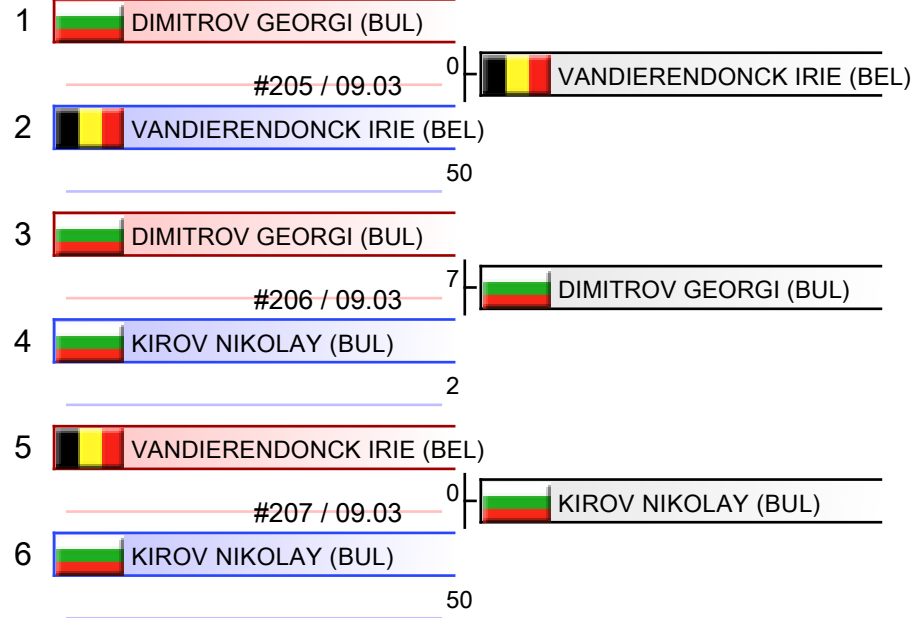 1 DIMITROV GEORGI (BUL)
0 VANDIERENDONCK IRIE (BEL)
#205 / 09.03
2 VANDIERENDONCK IRIE (BEL)
50
3 DIMITROV GEORGI (BUL)
7 DIMITROV GEORGI (BUL)
#206 / 09.03
4 KIROV NIKOLAY (BUL)
2
5 VANDIERENDONCK IRIE (BEL)
0 KIROV NIKOLAY (BUL)
#207 / 09.03
6 KIROV NIKOLAY (BUL)
50